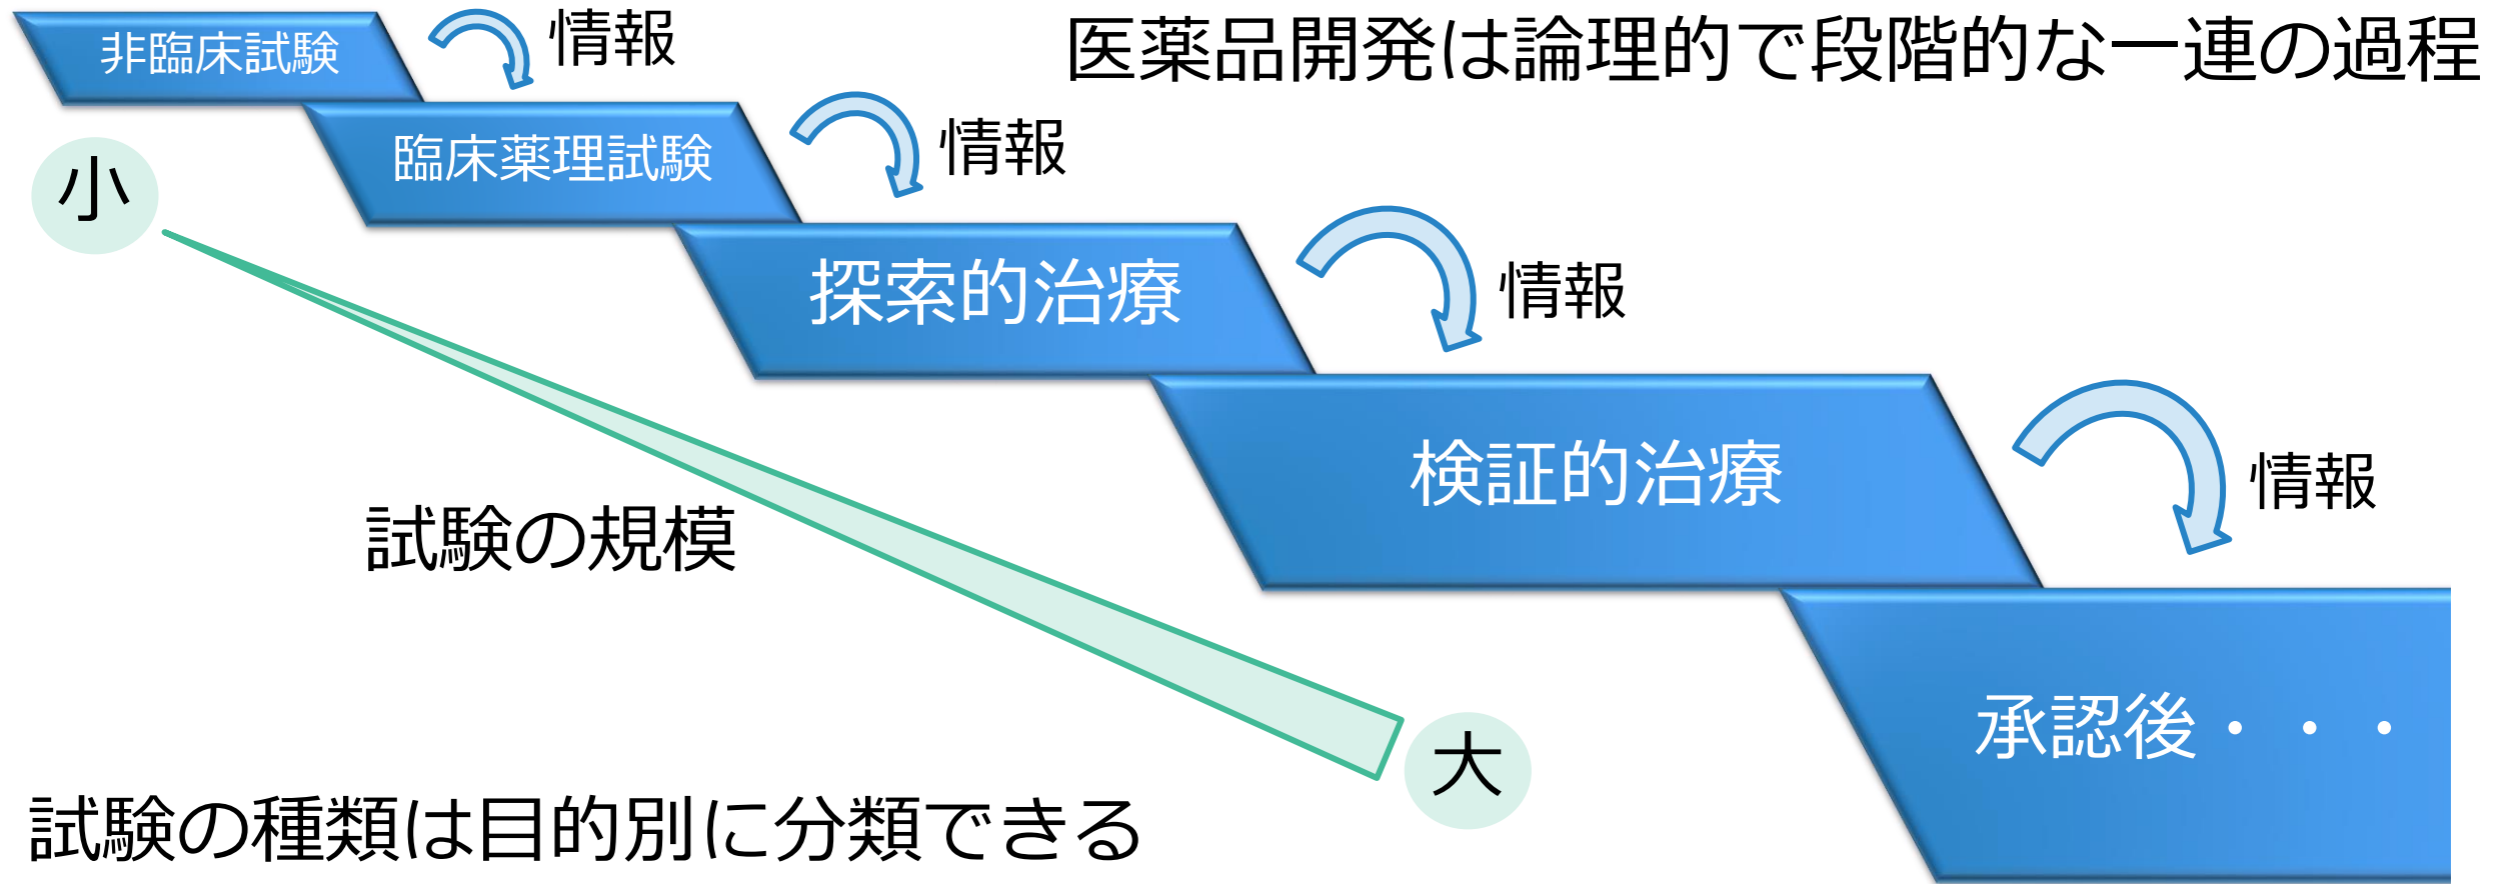 医薬品開発は論理的で段階的な一連の過程
非臨床試験
情報
臨床薬理試験
情報
小
探索的治療
情報
検証的治療
情報
試験の規模
承認後・・・
大
試験の種類は目的別に分類できる